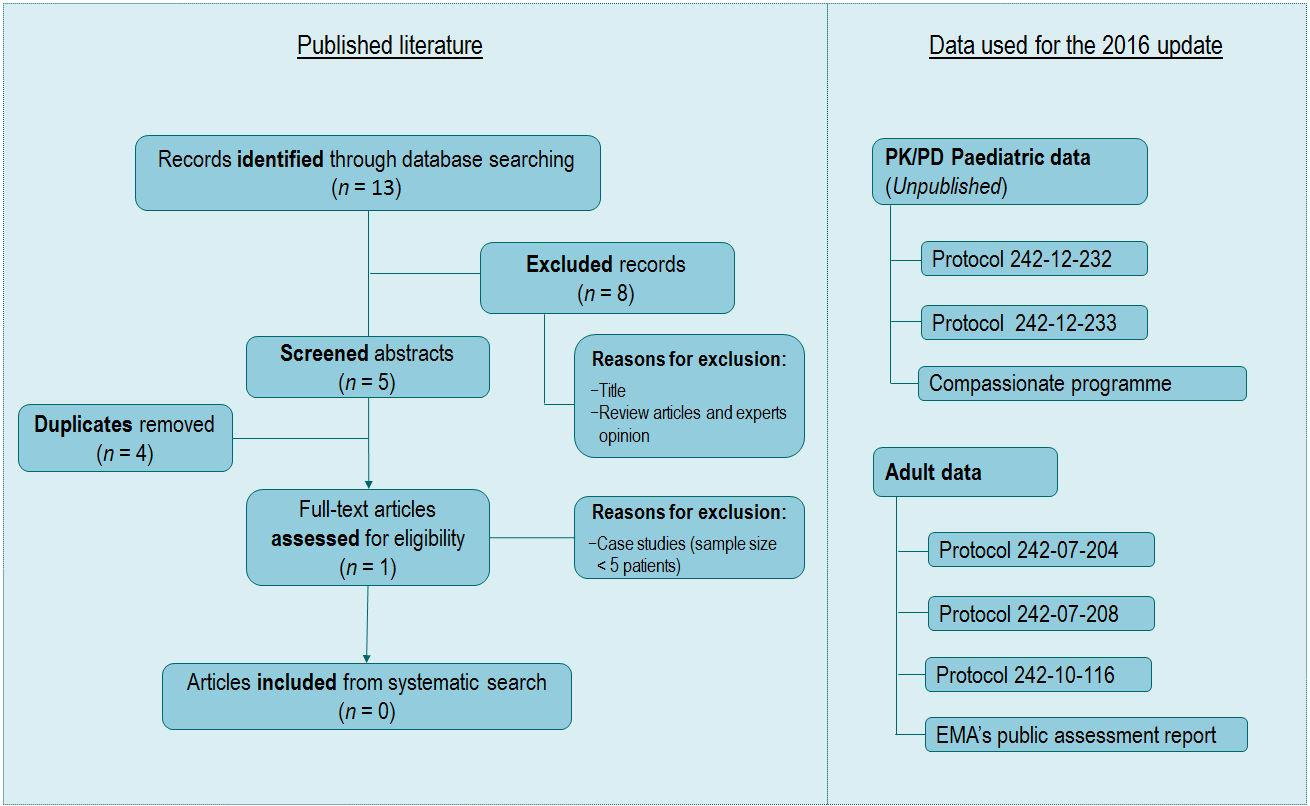 Published literature
Records identified through database searching
(n = 13)
Excluded records
(n = 8)
Reasons for exclusion:
−Title
−Review articles and experts
opinion
Screened abstracts
(n = 5)
Duplicates removed
(n = 4)
Full-text articles
assessed for eligibility
(n = 1)
Reasons for exclusion:
−Case studies (sample size
< 5 patients)
Articles included from systematic search
(n = 0)
Data used for the 2016 update
PK/PD Paediatric data
(Unpublished)
Protocol 242-12-232
Protocol 242-12-233
Compassionate programme
Adult data
Protocol 242-07-204
Protocol 242-07-208
Protocol 242-10-116
EMA's public assessment report